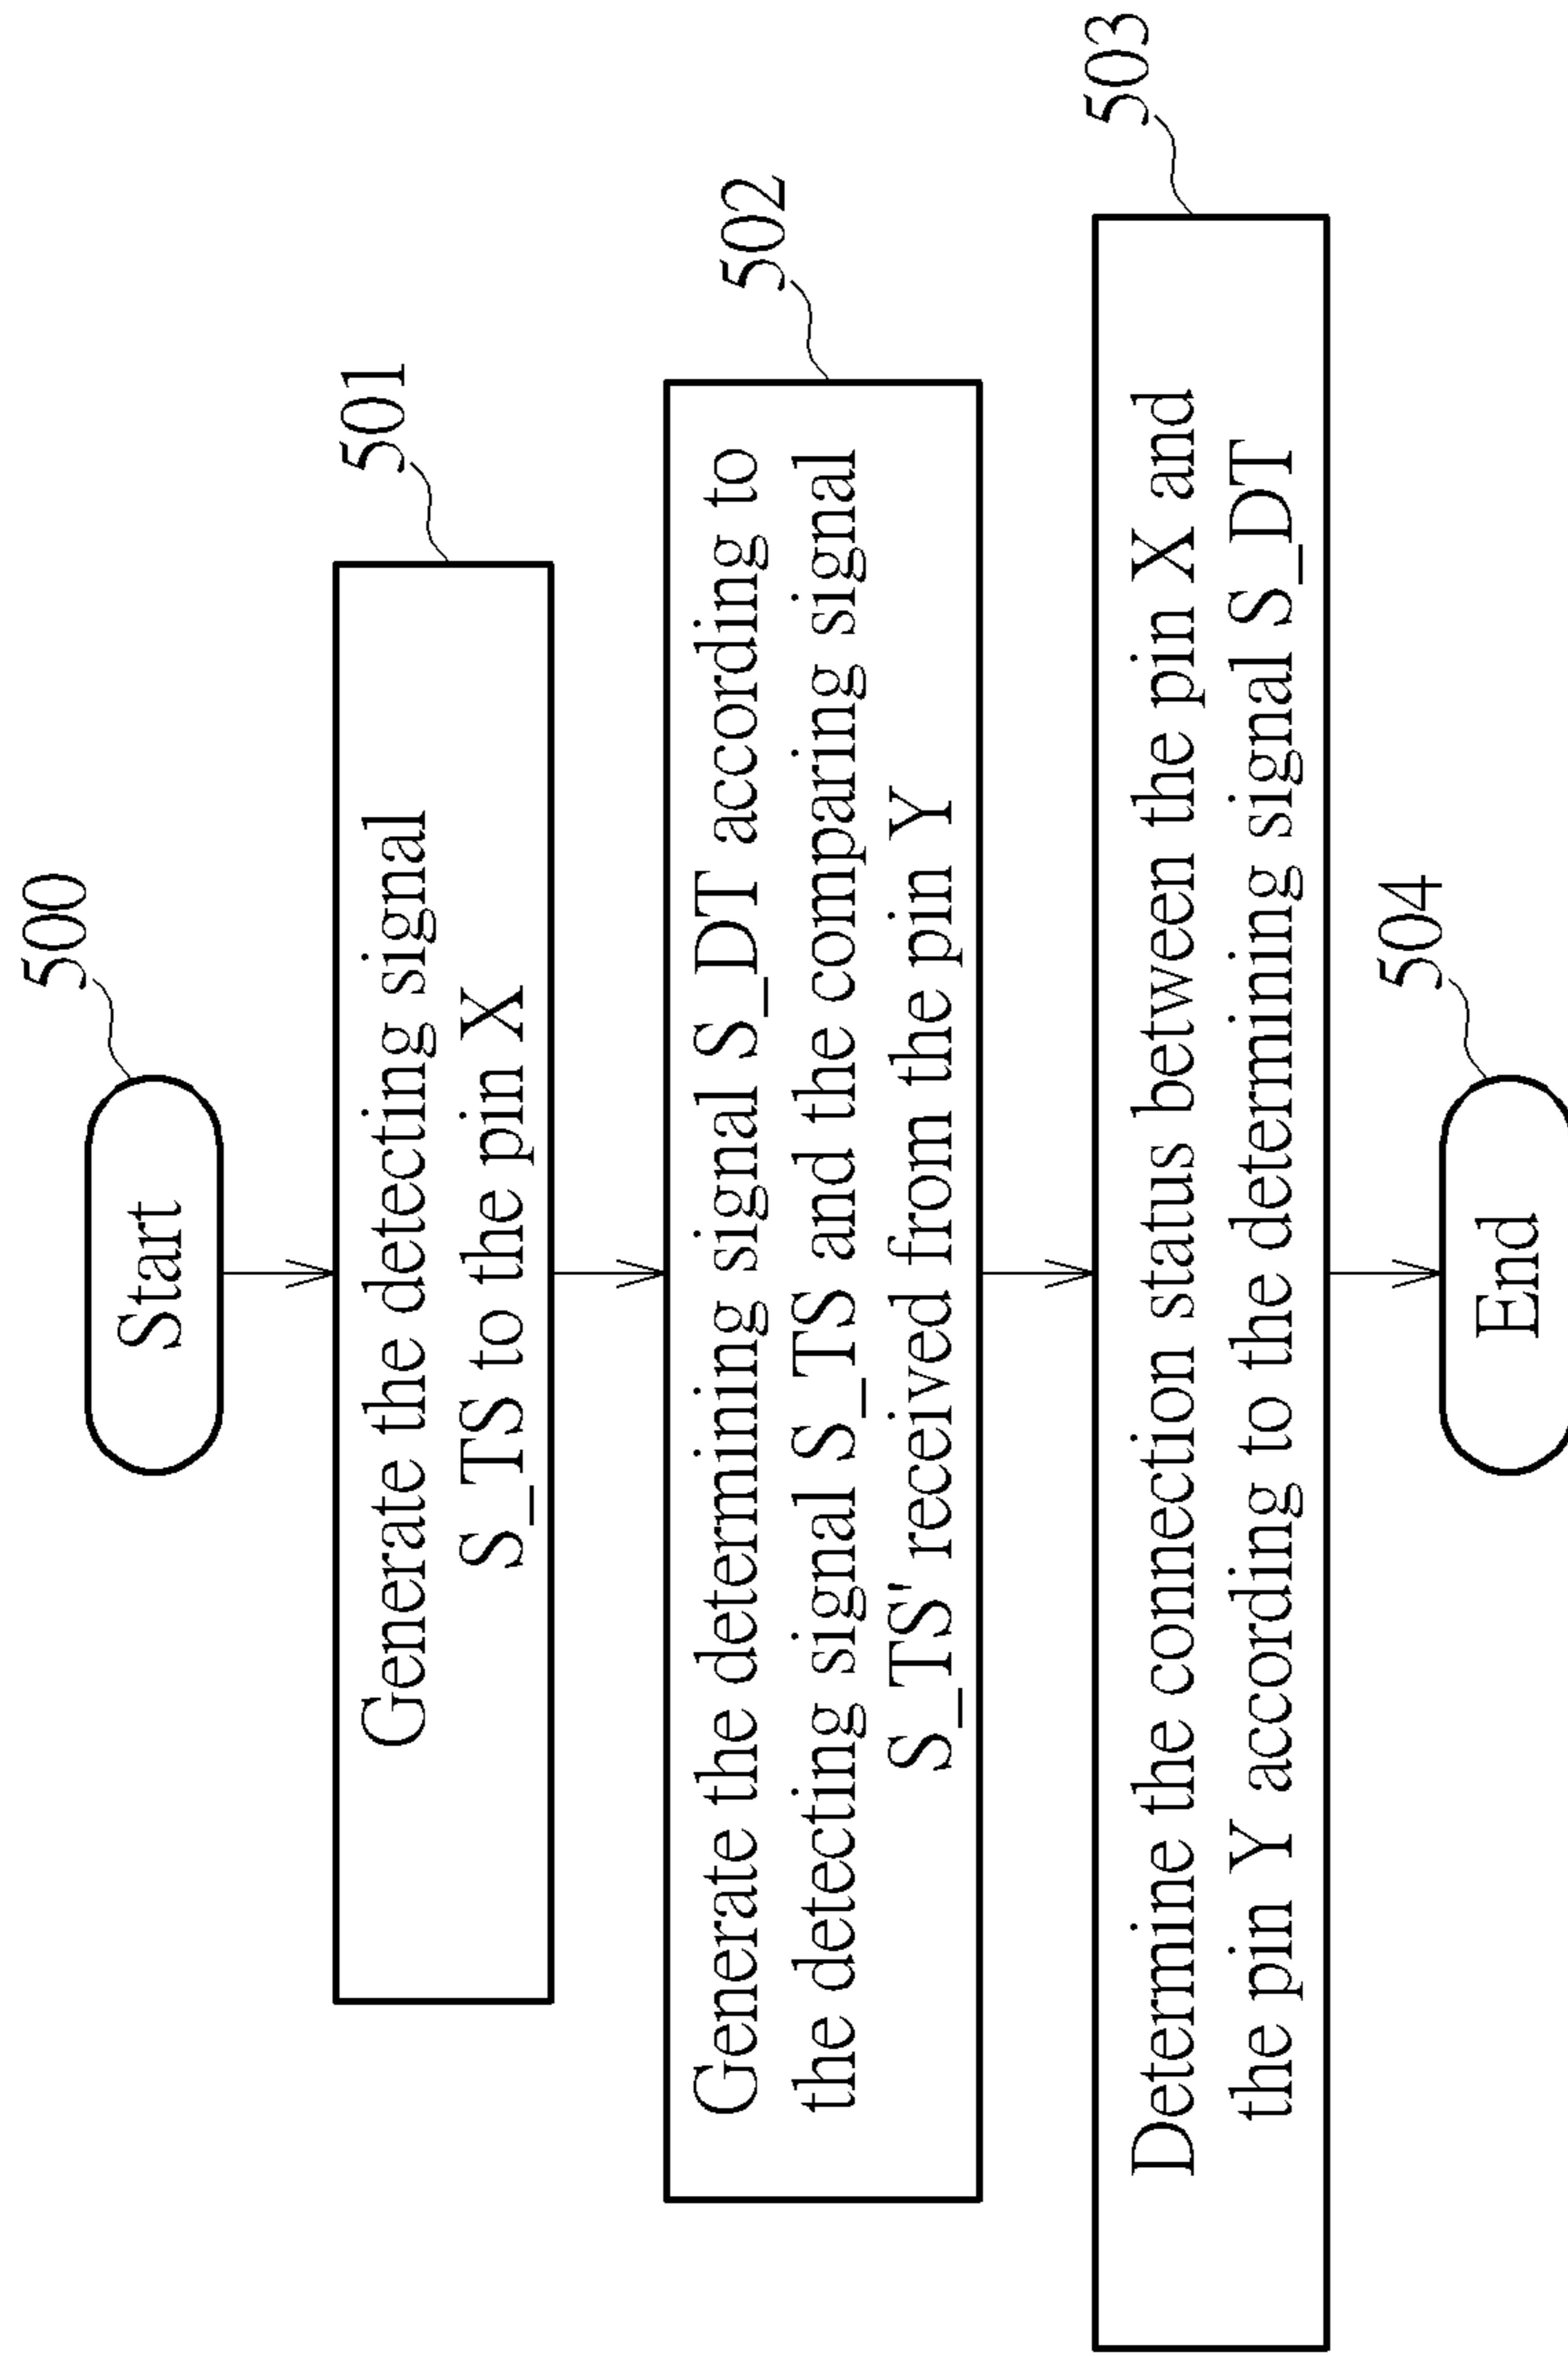 500
Start
501
Generate the detecting signal
S_TS to the pin X
502
Generate the determining signal S_DT according to
the detecting signal S_TS and the comparing signal
S_TS' received from the pin Y
503
Determine the connection status between the pin X and
the pin Y according to the determining signal S_DT
504
End